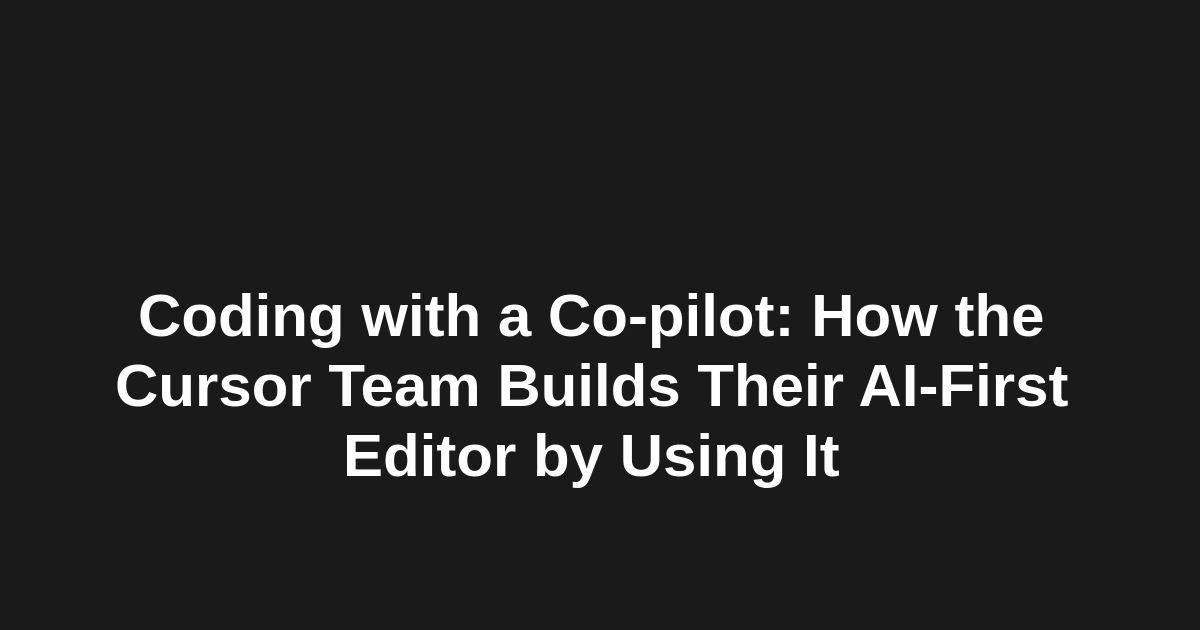 Coding with a Co-pilot: How the
Cursor Team Builds Their AI-First
Editor by Using It